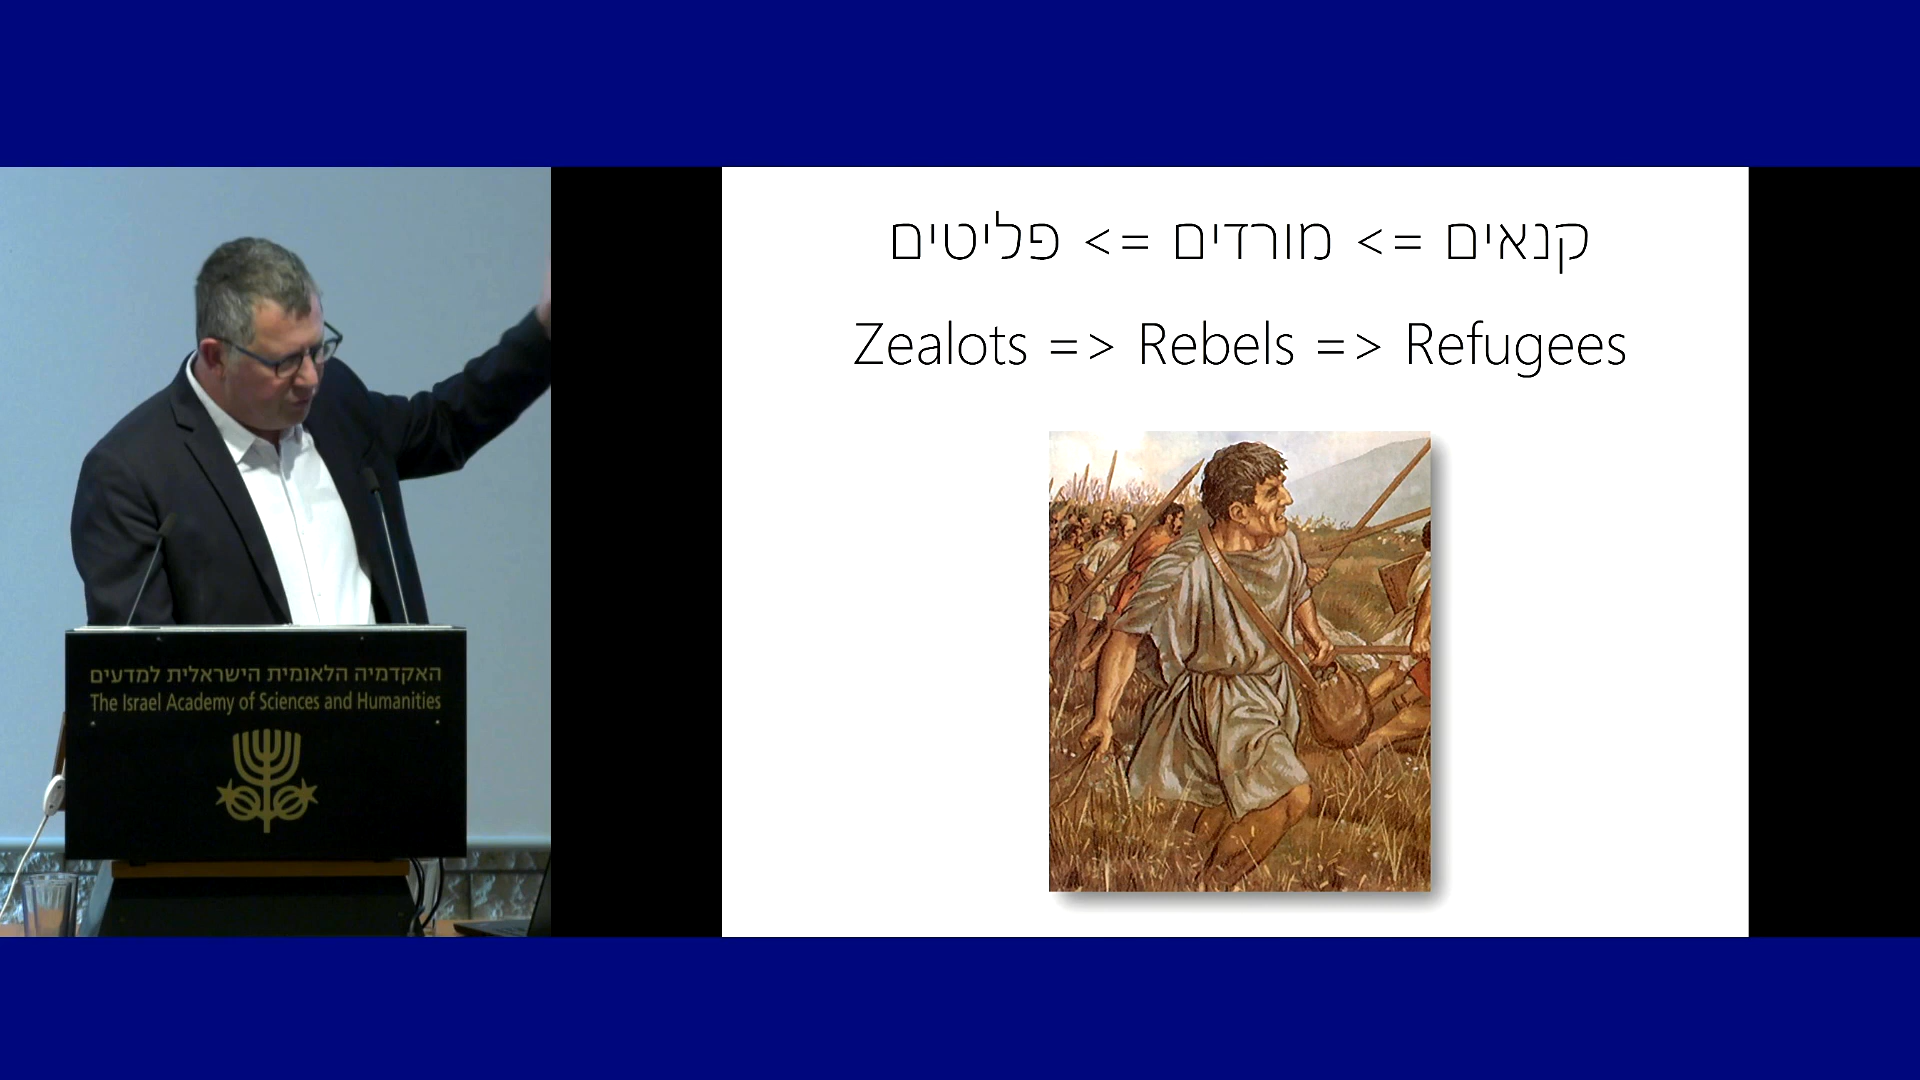 קנאים => מורדים => פליטים
Zealots => Rebels => Refugees
האקדמיה הלאומית הישראלית למדעים
The Israel Academy of Sciences and Humanities